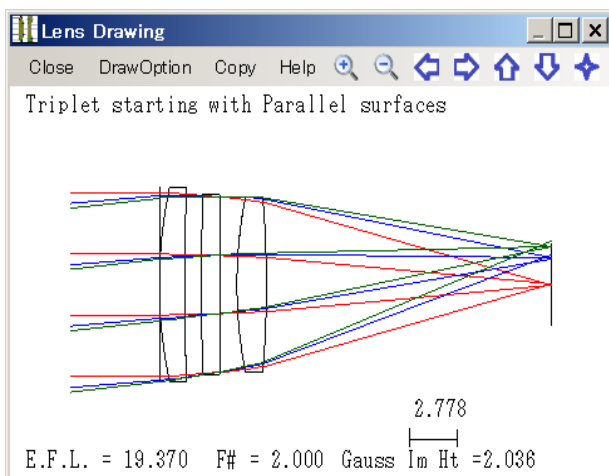 Lens Drawing
Close DrawOption Copy Help
Triplet starting with Parallel surfaces
2.778
E.F.L. = 19.370 F# = 2.000 Gauss Im Ht =2.036